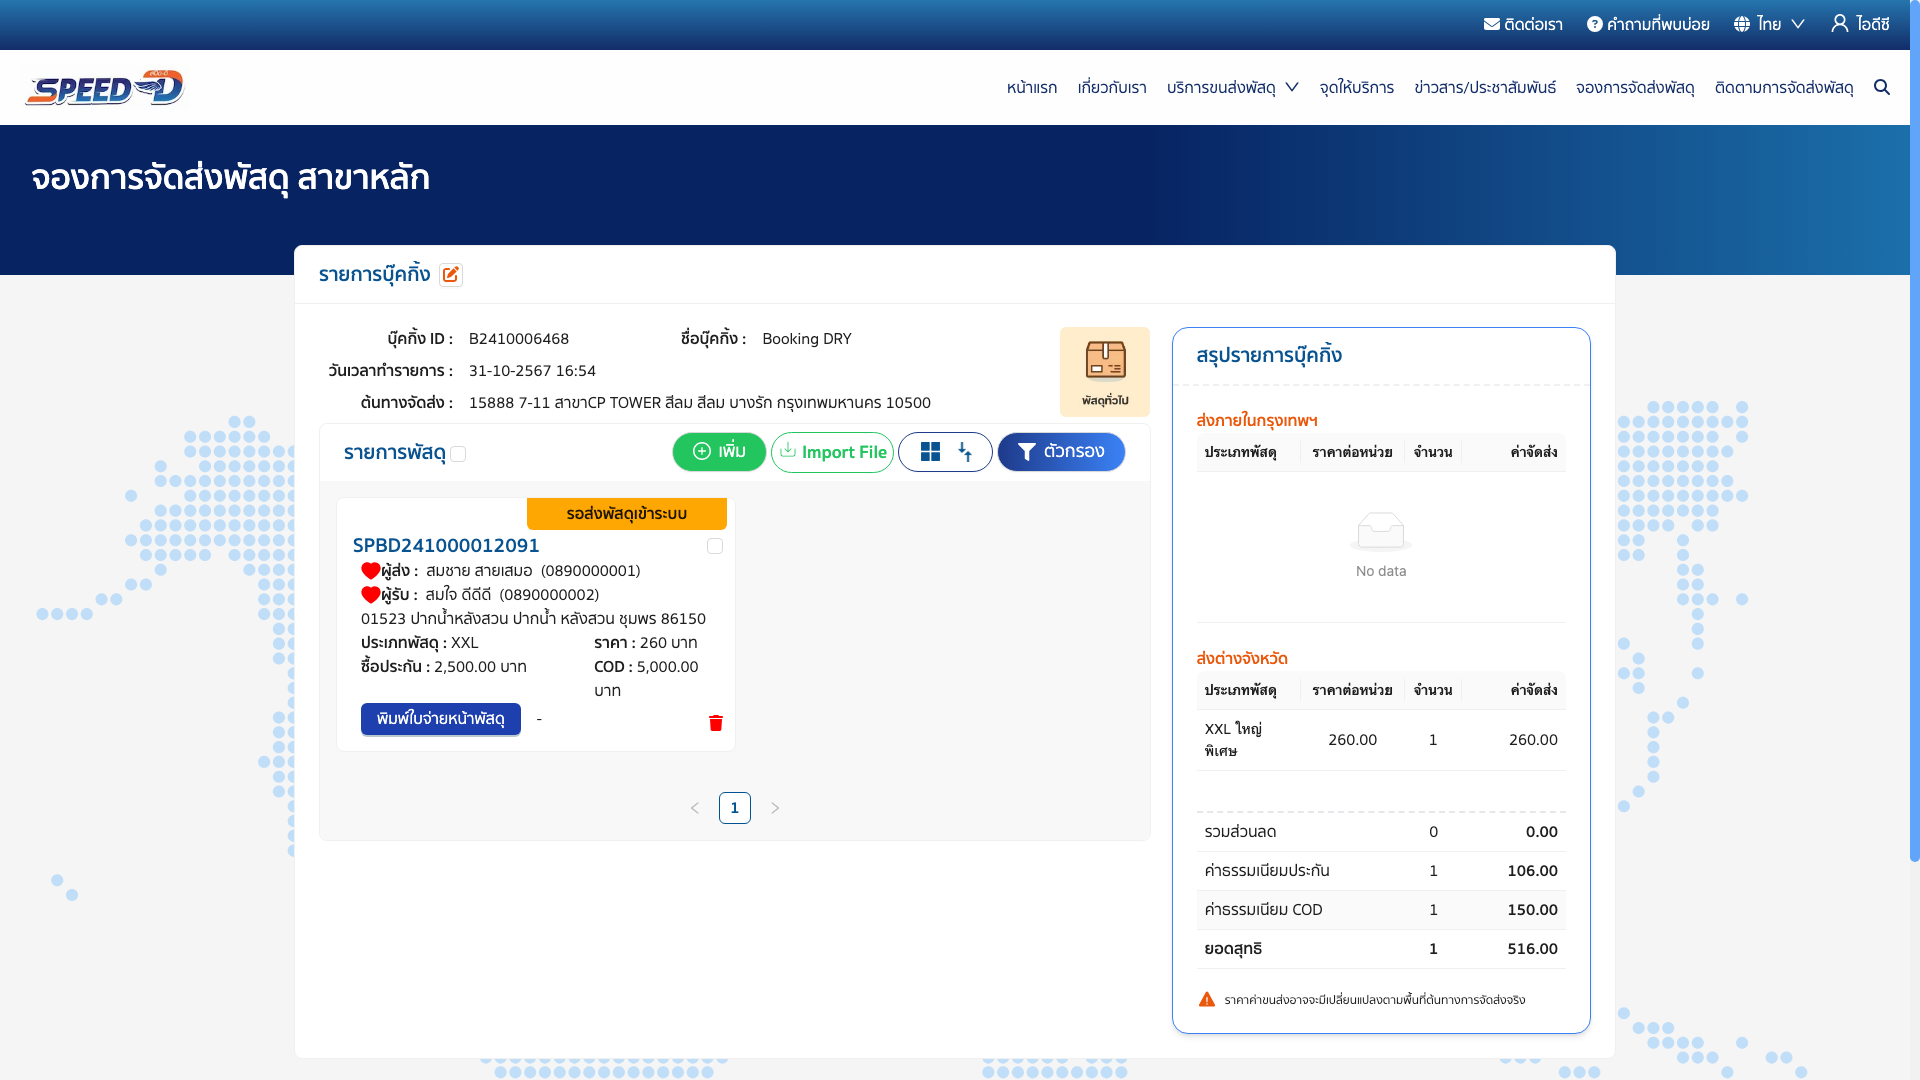 ติดต่อเรา
คำถามที่พบบ่อย
ไทย
ไอดีซี
SPEED-D
หน้าแรก
เกี่ยวกับเรา
บริการขนส่งพัสดุ
จุดให้บริการ
ข่าวสาร/ประชาสัมพันธ์
จองการจัดส่งพัสดุ
ติดตามการจัดส่งพัสดุ
จองการจัดส่งพัสดุ สาขาหลัก
รายการบุ๊คกิ้ง
บุ๊คกิ้ง ID : B2410006468
ชื่อบุ๊คกิ้ง : Booking DRY
วันเวลาทำรายการ : 31-10-2567 16:54
ต้นทางจัดส่ง : 15888 7-11 สาขาCP TOWER สีลม สีลม บางรัก กรุงเทพมหานคร 10500
พัสดุทั่วไป
รายการพัสดุ
เพิ่ม
Import File
ตัวกรอง
รอส่งพัสดุเข้าระบบ
SPBD241000012091
ผู้ส่ง : สมชาย สายเสมอ (0890000001)
ผู้รับ : สมใจ ดีดีดี (0890000002)
01523 ปากน้ำหลังสวน ปากน้ำ หลังสวน ชุมพร 86150
ประเภทพัสดุ : XXL
ราคา : 260 บาท
ซื้อประกัน : 2,500.00 บาท
COD : 5,000.00
บาท
พิมพ์ใบจ่ายหน้าพัสดุ -
1
สรุปรายการบุ๊คกิ้ง
ส่งภายในกรุงเทพฯ
ประเภทพัสดุ ราคาต่อหน่วย จำนวน ค่าจัดส่ง
No data
ส่งต่างจังหวัด
ประเภทพัสดุ ราคาต่อหน่วย จำนวน ค่าจัดส่ง
XXL ใหญ่
พิเศษ
260.00 1 260.00
รวมส่วนลด 0 0.00
ค่าธรรมเนียมประกัน 1 106.00
ค่าธรรมเนียม COD 1 150.00
ยอดสุทธิ 1 516.00
ราคาค่าขนส่งอาจจะมีเปลี่ยนแปลงตามพื้นที่ต้นทางการจัดส่งจริง